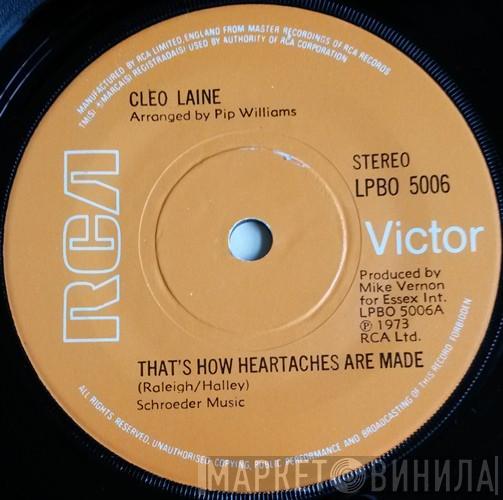 MANUFACTURED BY RCA LIMITED, ENGLAND FROM MASTER RECORDINGS OF RCA RECORDS
TM(S) ® MARCA(S) REGISTRADA(S) USED BY AUTHORITY OF RCA CORPORATION
CLEO LAINE
Arranged by Pip Williams
STEREO
LPBO 5006
RCA
Victor
Produced by
Mike Vernon
for Essex Int.
LPBO 5006A
℗ 1973
RCA Ltd.
THAT'S HOW HEARTACHES ARE MADE
(Raleigh/Halley)
Schroeder Music
ALL RIGHTS RESERVED. UNAUTHORISED COPYING, PUBLIC PERFORMANCE AND BROADCASTING OF THIS RECORD FORBIDDEN
МАРКЕТ ВИНИЛА